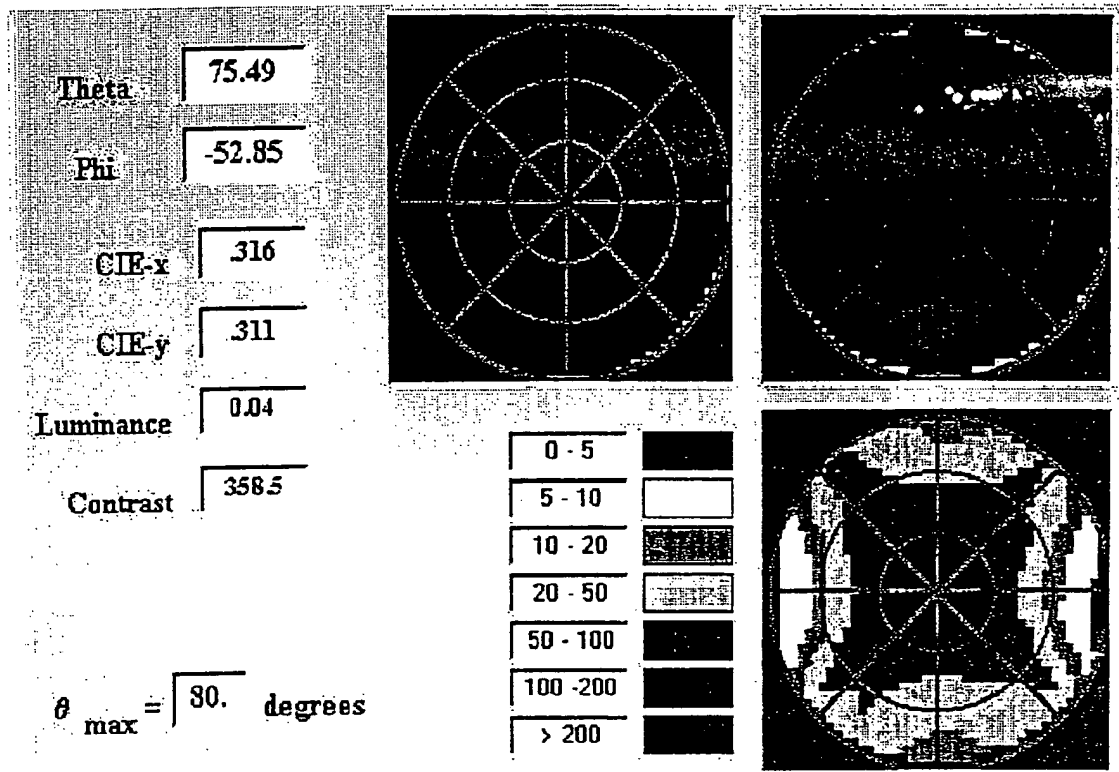 Theta 75.49
Phi -52.85
CIE-x .316
CIE-y .311
Luminance 0.04
Contrast 358.5
0 - 5
5 - 10
10 - 20
20 - 50
50 - 100
100 -200
> 200
θ max = 80. degrees